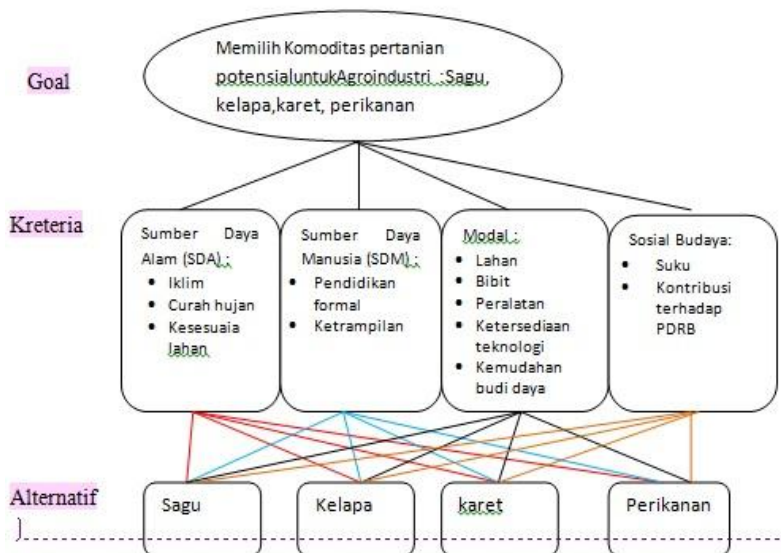 Goal
Memilih Komoditas pertanian
potensialuntukAgroindustri :Sagu,
kelapa,karet, perikanan
Kreteria
Sumber Daya
Alam (SDA) :
• Iklim
• Curah hujan
• Kesesuaia
lahan
Sumber Daya
Manusia (SDM) :
• Pendidikan
formal
• Ketrampilan
Modal :
• Lahan
• Bibit
• Peralatan
• Ketersediaan
teknologi
• Kemudahan
budi daya
Sosial Budaya:
• Suku
• Kontribusi
terhadap
PDRB
Alternatif
Sagu
Kelapa
karet
Perikanan